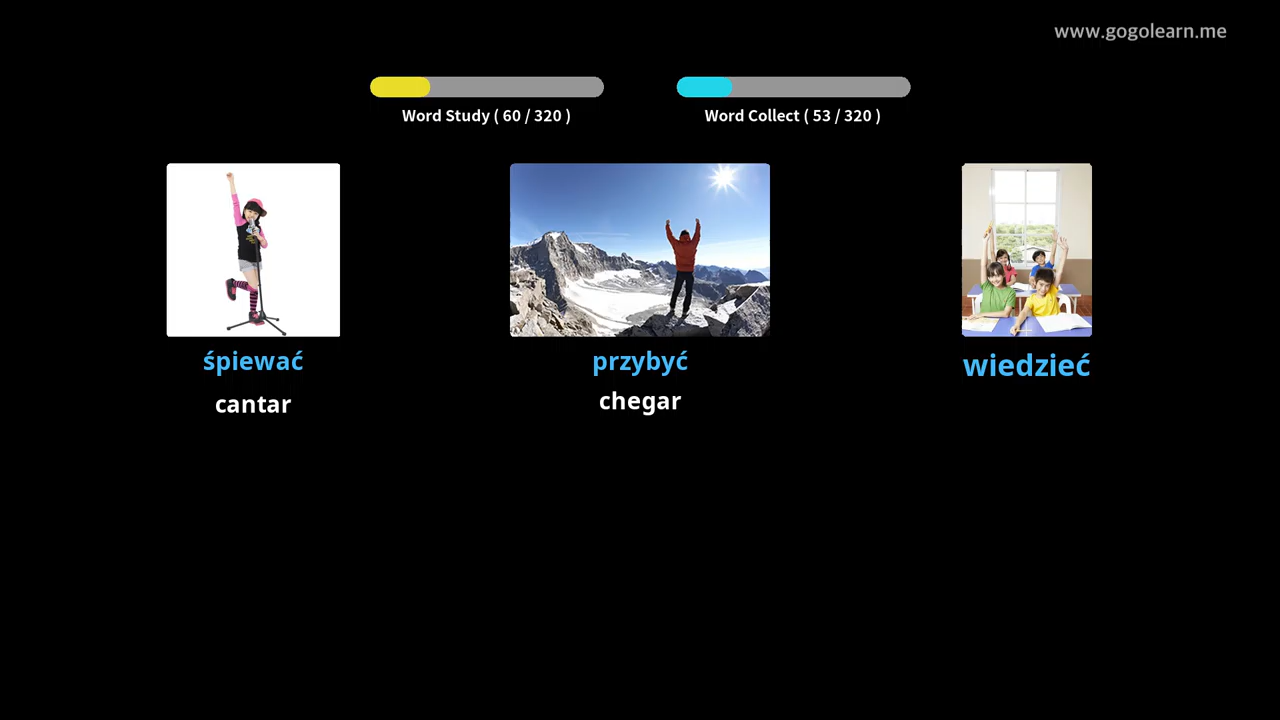 www.gogolearn.me
Word Study ( 60 / 320 )
Word Collect ( 53 / 320 )
śpiewać
cantar
przybyć
chegar
wiedzieć